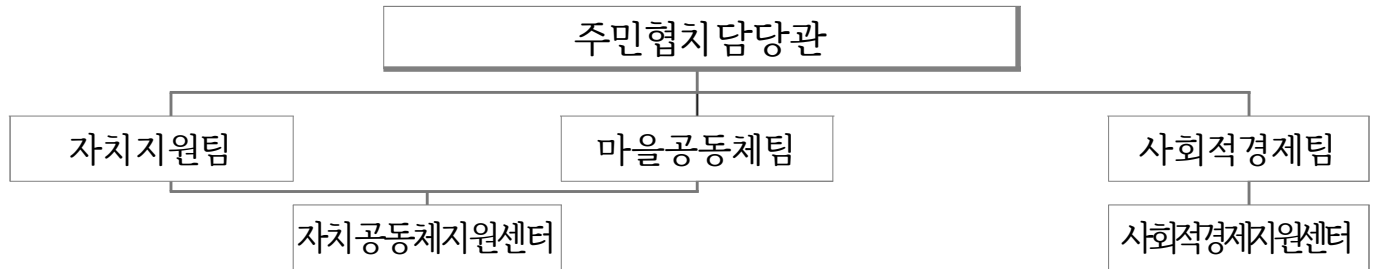 주민협치 담당관
자치지원팀
마을공동체팀
사회적경제팀
자치공동체지원센터
사회적경제지원센터